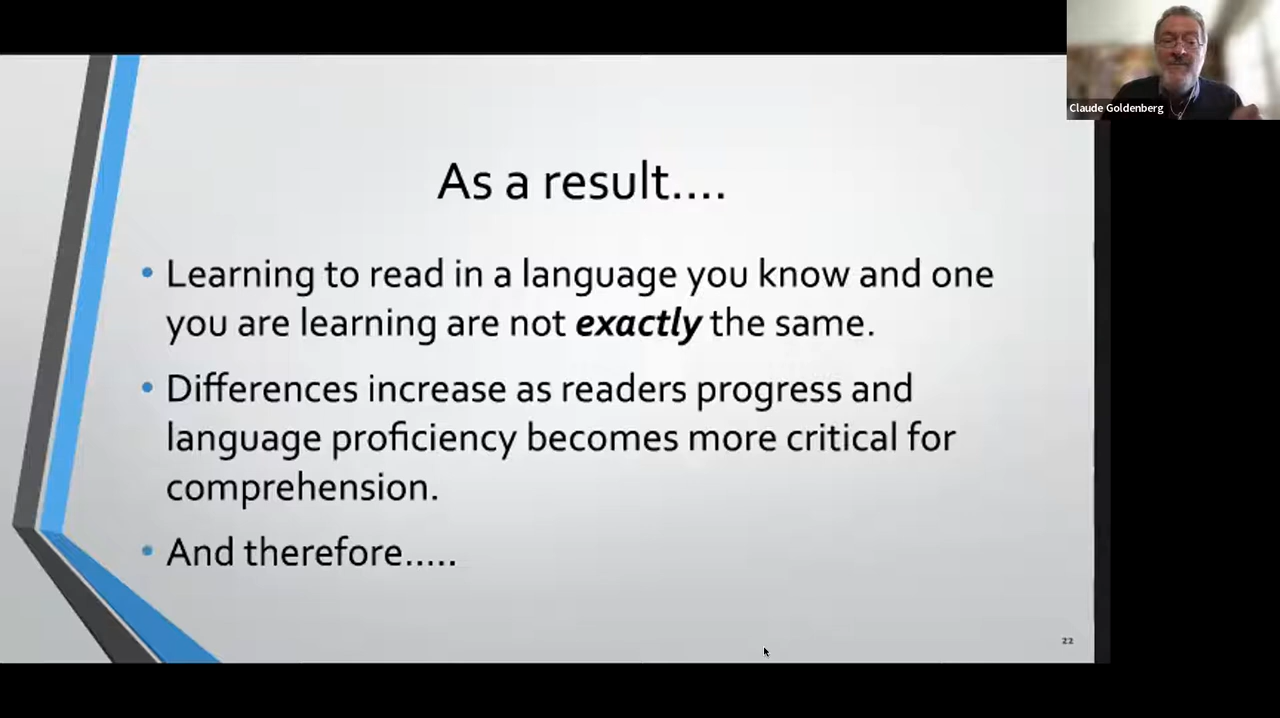 Claude Goldenberg
As a result....
• Learning to read in a language you know and one
you are learning are not exactly the same.
• Differences increase as readers progress and
language proficiency becomes more critical for
comprehension.
• And therefore.....
22